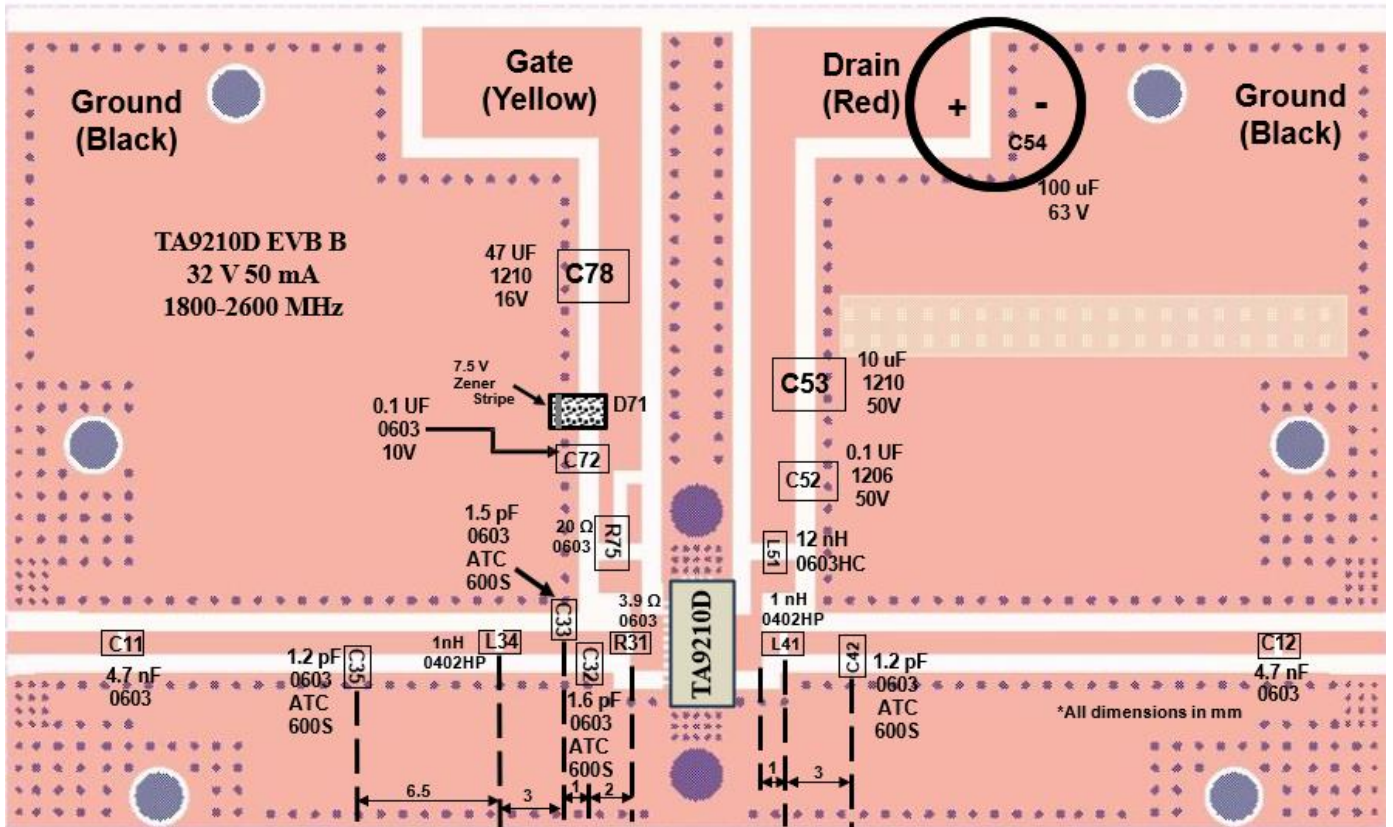 Gate
(Yellow)
Drain
(Red)
Ground
(Black)
+ -
C54
Ground
(Black)
100 uF
63 V
TA9210D EVB B
32 V 50 mA
1800-2600 MHz
47 UF
1210
16V
C78
7.5 V
Zener
Stripe
D71
C53
10 uF
1210
50V
0.1 UF
0603
10V
C72
C52
0.1 UF
1206
50V
1.5 pF
0603
ATC
600S
20 Ω
0603
R75
L51
12 nH
0603HC
C33
3.9 Ω
0603
TA9210D
1 nH
0402HP
C11
4.7 nF
0603
1.2 pF
0603
ATC
600S
C35
1nH
0402HP
L34
C32
1.6 pF
0603
ATC
600S
R31
L41
C42
1.2 pF
0603
ATC
600S
C12
4.7 nF
0603
*All dimensions in mm
6.5
3
1
2
1
3